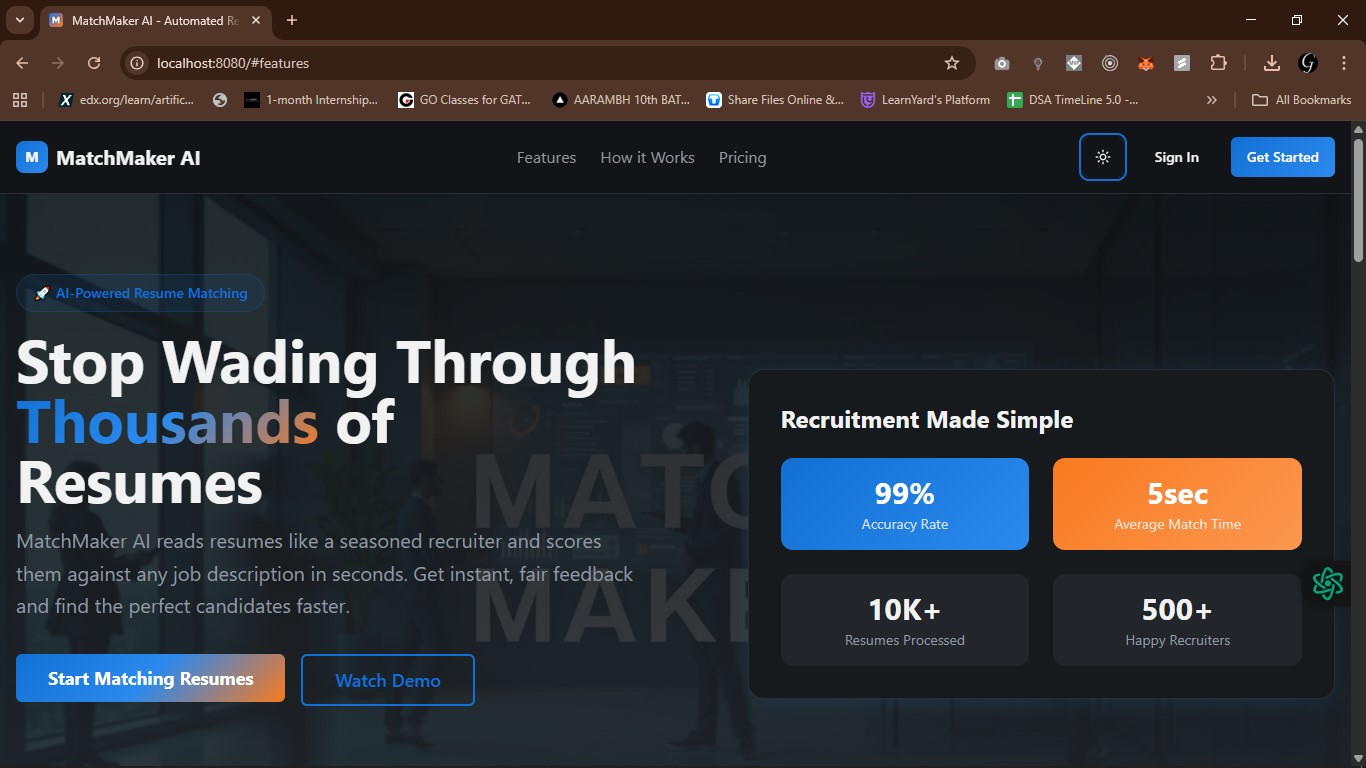 M MatchMaker AI - Automated Re
localhost:8080/#features
edx.org/learn/artific...
1-month Internship...
GO Classes for GAT...
AARAMBH 10th BAT...
Share Files Online &...
LearnYard's Platform
DSA TimeLine 5.0 -...
All Bookmarks
M MatchMaker AI
Features How it Works Pricing
Sign In
Get Started
🚀 AI-Powered Resume Matching
Stop Wading Through
Thousands of
Resumes
MatchMaker AI reads resumes like a seasoned recruiter and scores
them against any job description in seconds. Get instant, fair feedback
and find the perfect candidates faster.
Start Matching Resumes
Watch Demo
MATC
MAKE
Recruitment Made Simple
99%
Accuracy Rate
5sec
Average Match Time
10K+
Resumes Processed
500+
Happy Recruiters